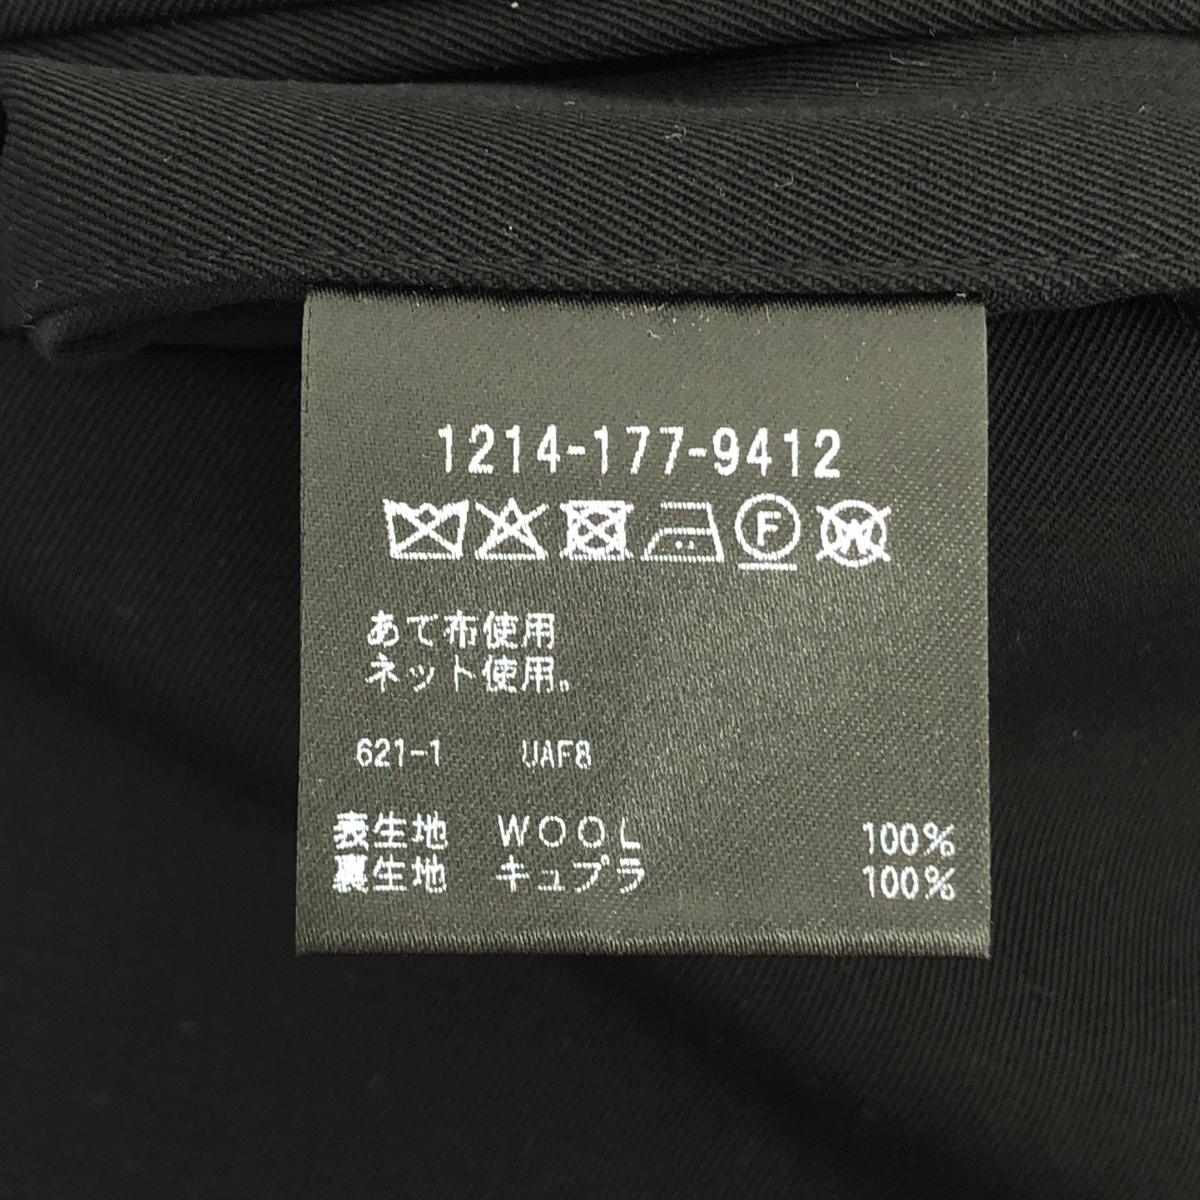 1214-177-9412
F W
あて布使用
ネット使用。
621-1 UAF8
表生地 WOOL 100%
裏生地 キュプラ 100%